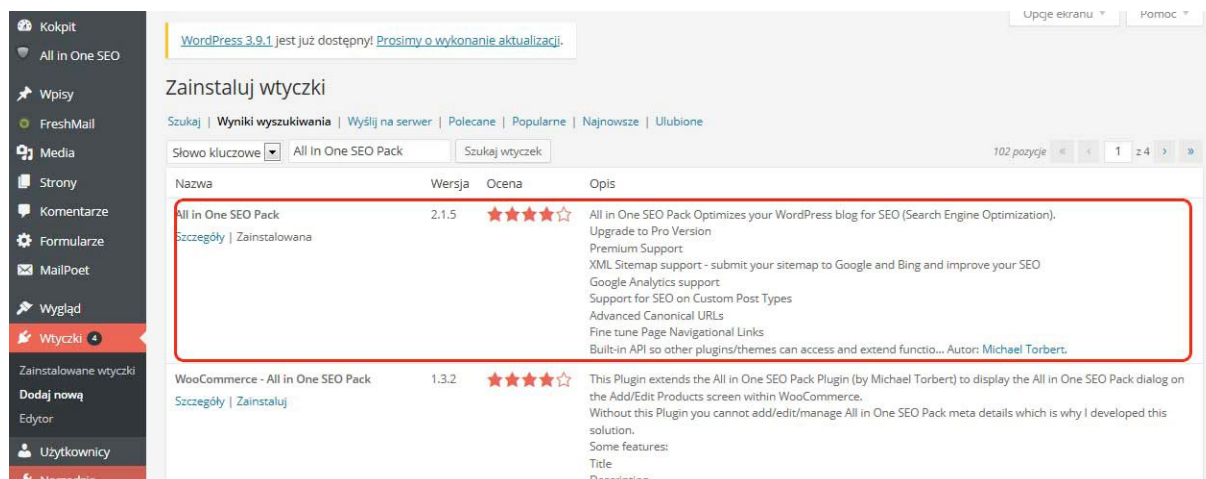 Kokpit
All in One SEO
Wpisy
FreshMail
Media
Strony
Komentarze
Formularze
MailPoet
Wygląd
Wtyczki 4
Zainstalowane wtyczki
Dodaj nową
Edytor
Użytkownicy
Narzędzia
Opcje ekranu
Pomoc
WordPress 3.9.1 jest już dostępny! Prosimy o wykonanie aktualizacji.
Zainstaluj wtyczki
Szukaj | Wyniki wyszukiwania | Wyślij na serwer | Polecane | Popularne | Najnowsze | Ulubione
Słowo kluczowe All In One SEO Pack Szukaj wtyczek 102 pozycje « ‹ 1 z 4 › »
Nazwa Wersja Ocena Opis
All in One SEO Pack 2.1.5
Szczegóły | Zainstalowana
All in One SEO Pack Optimizes your WordPress blog for SEO (Search Engine Optimization).
Upgrade to Pro Version
Premium Support
XML Sitemap support - submit your sitemap to Google and Bing and improve your SEO
Google Analytics support
Support for SEO on Custom Post Types
Advanced Canonical URLs
Fine tune Page Navigational Links
Built-in API so other plugins/themes can access and extend functio... Autor: Michael Torbert.
WooCommerce - All in One SEO Pack 1.3.2
Szczegóły | Zainstaluj
This Plugin extends the All in One SEO Pack Plugin (by Michael Torbert) to display the All in One SEO Pack dialog on
the Add/Edit Products screen within WooCommerce.
Without this Plugin you cannot add/edit/manage All in One SEO Pack meta details which is why I developed this
solution.
Some features:
Title
Description